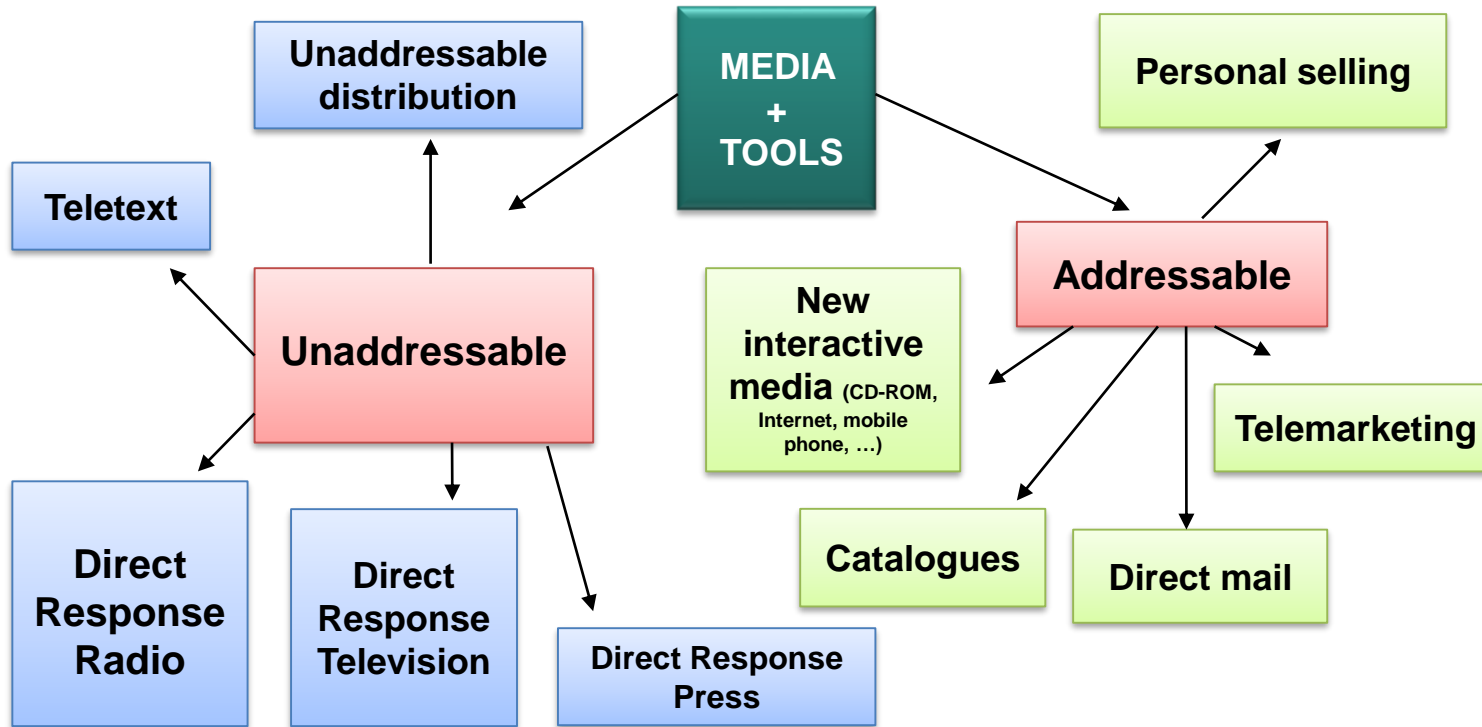 MEDIA
+
TOOLS
Unaddressable
distribution
Teletext
Unaddressable
Direct
Response
Radio
Direct
Response
Television
Direct Response
Press
Personal selling
Addressable
New
interactive
media (CD-ROM,
Internet, mobile
phone, …)
Telemarketing
Catalogues
Direct mail